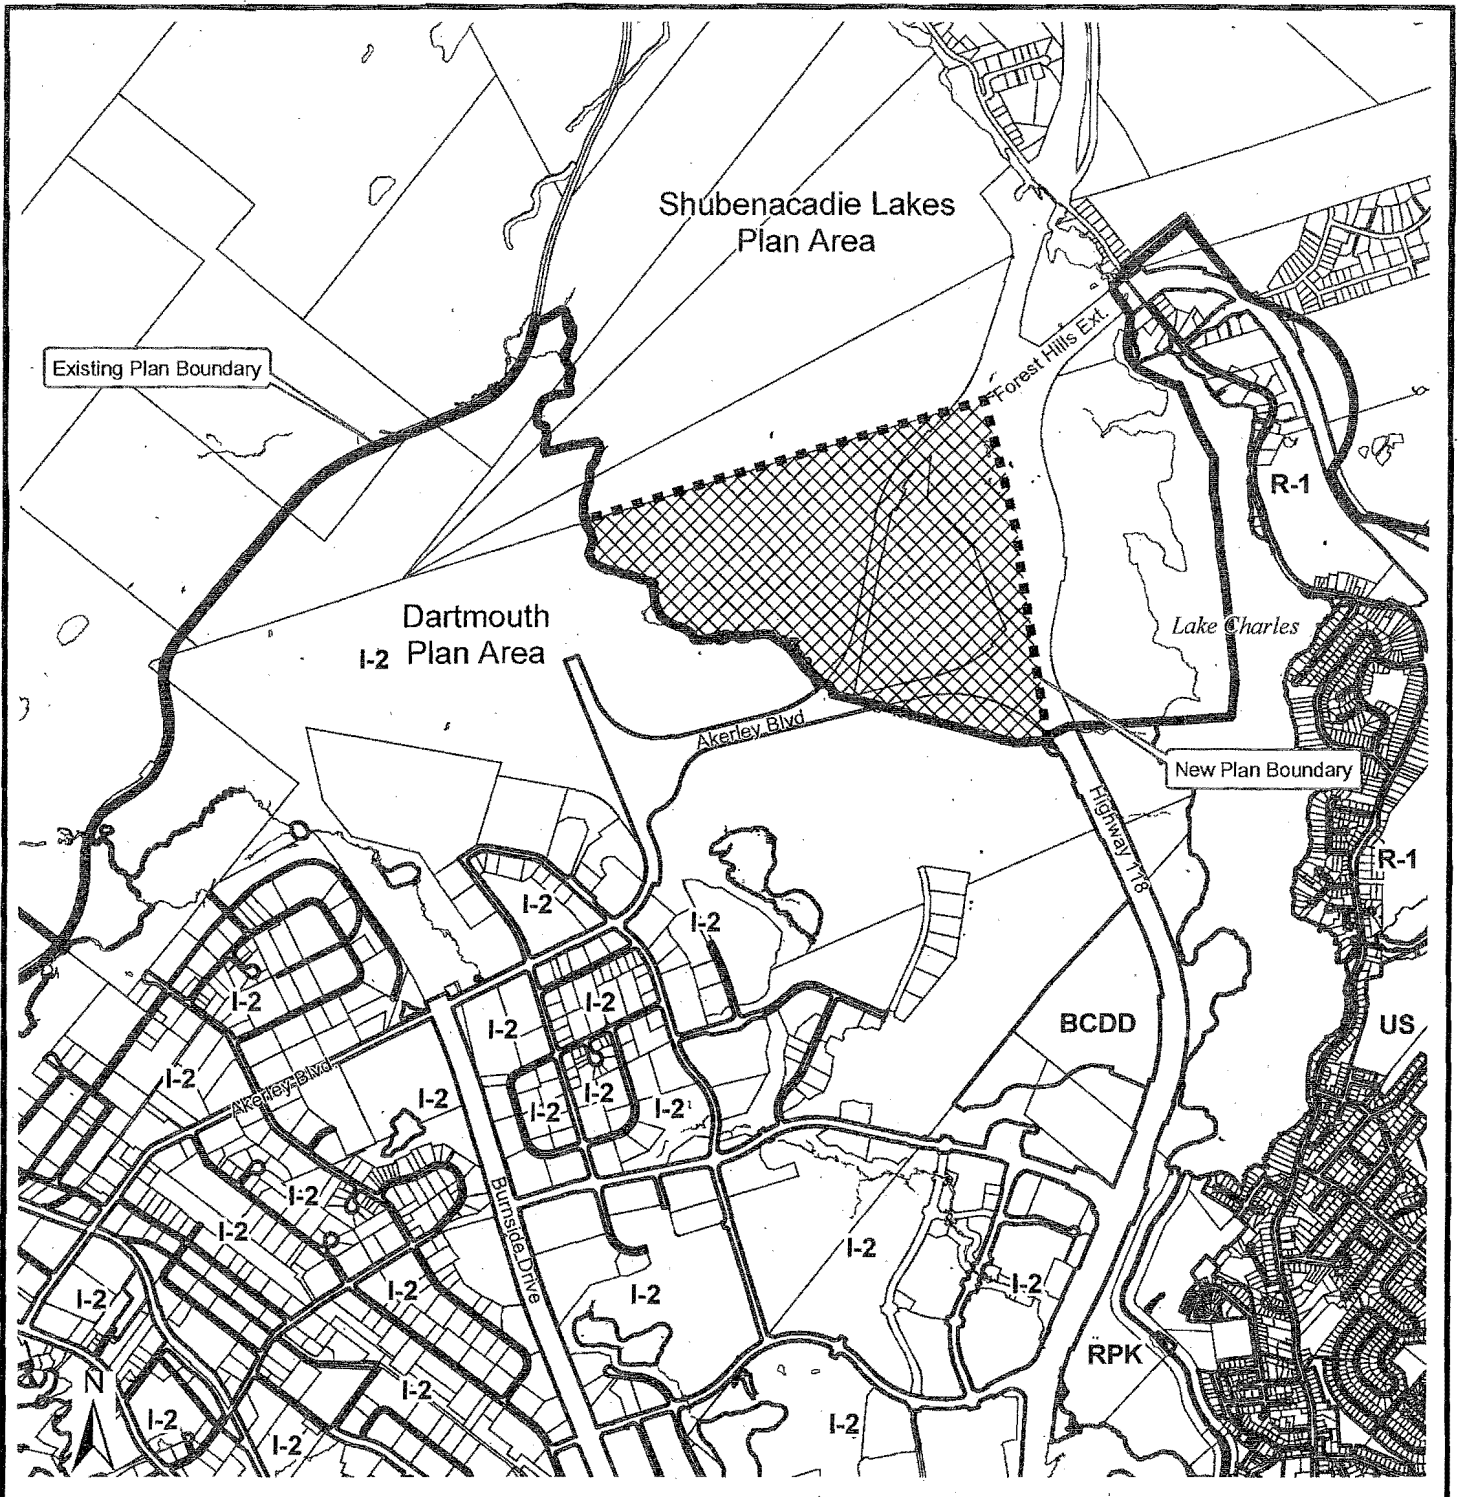 Shubenacadie Lakes
Plan Area
Existing Plan Boundary
Forest Hills Ext.
R-1
Dartmouth
Plan Area
I-2
Lake Charles
Akerley Blvd
New Plan Boundary
Highway 118
R-1
I-2
I-2
I-2
I-2
I-2
BCDD
US
I-2
Akerley Blvd
I-2
I-2
I-2
I-2
I-2
I-2
Burnside Drive
I-2
I-2
I-2
I-2
I-2
I-2
RPK
N
I-2
I-2
I-2
I-2